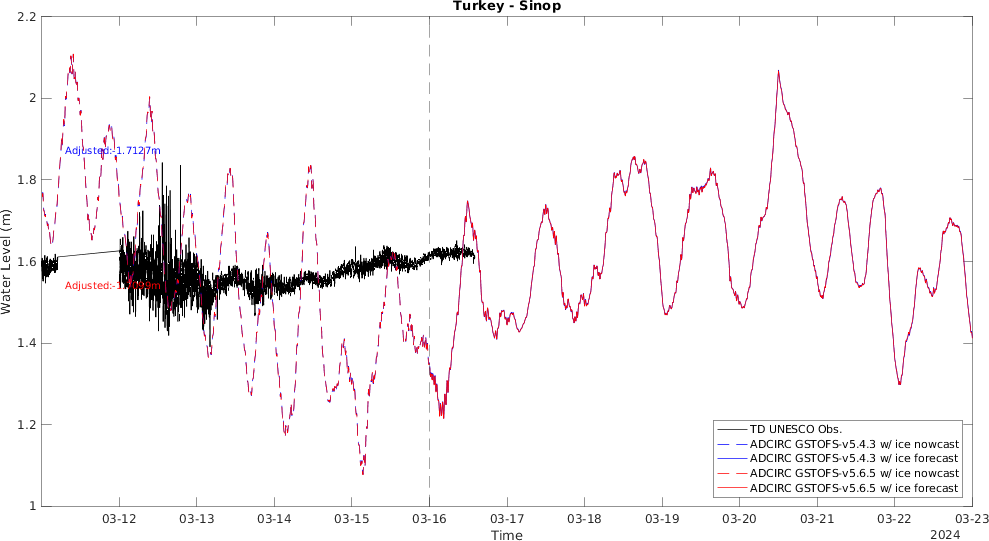 Turkey - Sinop
Water Level (m)
2.2
2
1.8
1.6
1.4
1.2
1
Adjusted:-1.7127m
03-12
03-13
03-14
03-15
03-16
03-17
03-18
03-19
03-20
03-21
03-22
03-23
Time
2024
TD UNESCO Obs.
ADCIRC GSTOFS-v5.4.3 w/ ice nowcast
ADCIRC GSTOFS-v5.4.3 w/ ice forecast
ADCIRC GSTOFS-v5.6.5 w/ ice nowcast
ADCIRC GSTOFS-v5.6.5 w/ ice forecast